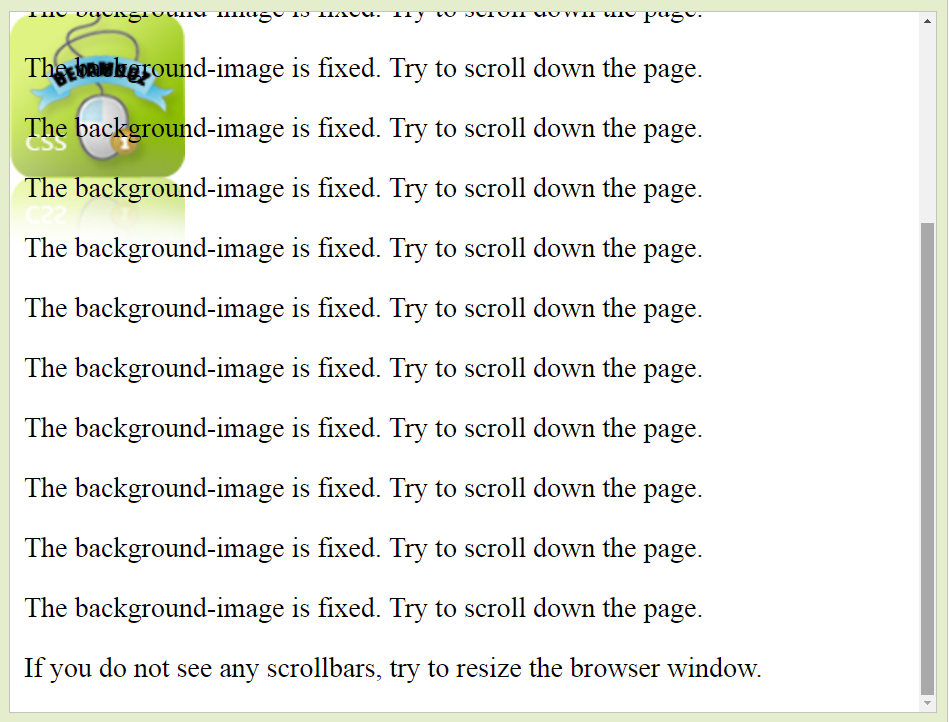 The background-image is fixed. Try to scroll down the page.
The background-image is fixed. Try to scroll down the page.
The background-image is fixed. Try to scroll down the page.
CSS
The background-image is fixed. Try to scroll down the page.
The background-image is fixed. Try to scroll down the page.
The background-image is fixed. Try to scroll down the page.
The background-image is fixed. Try to scroll down the page.
The background-image is fixed. Try to scroll down the page.
The background-image is fixed. Try to scroll down the page.
The background-image is fixed. Try to scroll down the page.
The background-image is fixed. Try to scroll down the page.
If you do not see any scrollbars, try to resize the browser window.